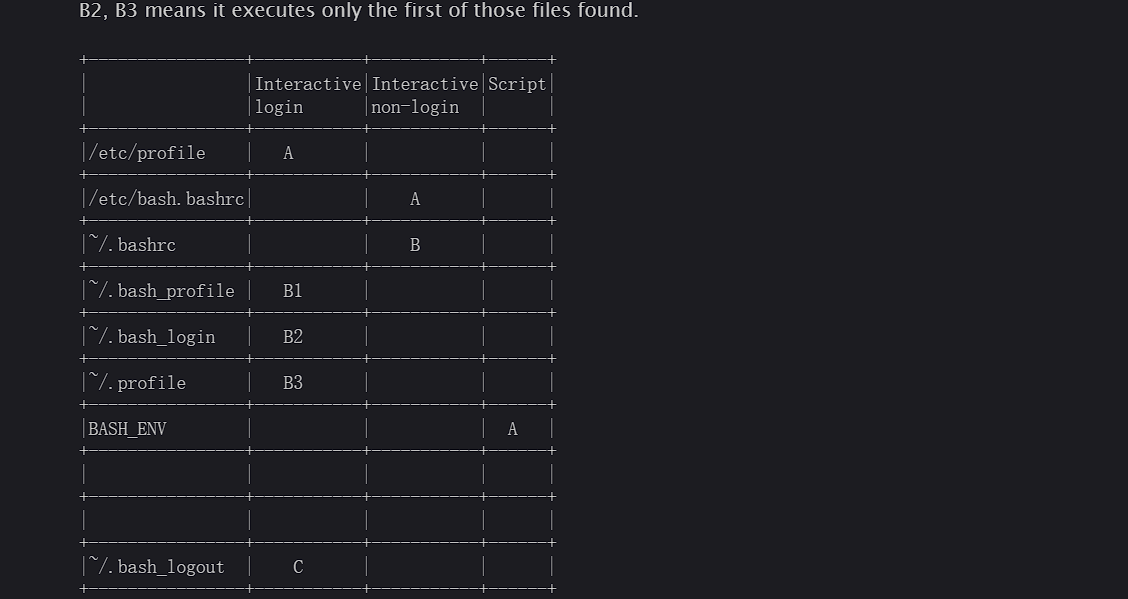 B2, B3 means it executes only the first of those files found.
+----------------+-----------+-----------+------+
|                |Interactive|Interactive|Script|
|                |login      |non-login  |      |
+----------------+-----------+-----------+------+
|/etc/profile    |   A       |           |      |
+----------------+-----------+-----------+------+
|/etc/bash.bashrc|           |    A      |      |
+----------------+-----------+-----------+------+
|~/.bashrc       |           |    B      |      |
+----------------+-----------+-----------+------+
|~/.bash_profile |   B1      |           |      |
+----------------+-----------+-----------+------+
|~/.bash_login   |   B2      |           |      |
+----------------+-----------+-----------+------+
|~/.profile      |   B3      |           |      |
+----------------+-----------+-----------+------+
|BASH_ENV        |           |           |  A   |
+----------------+-----------+-----------+------+
|                |           |           |      |
+----------------+-----------+-----------+------+
|                |           |           |      |
+----------------+-----------+-----------+------+
|~/.bash_logout  |    C      |           |      |
+----------------+-----------+-----------+------+